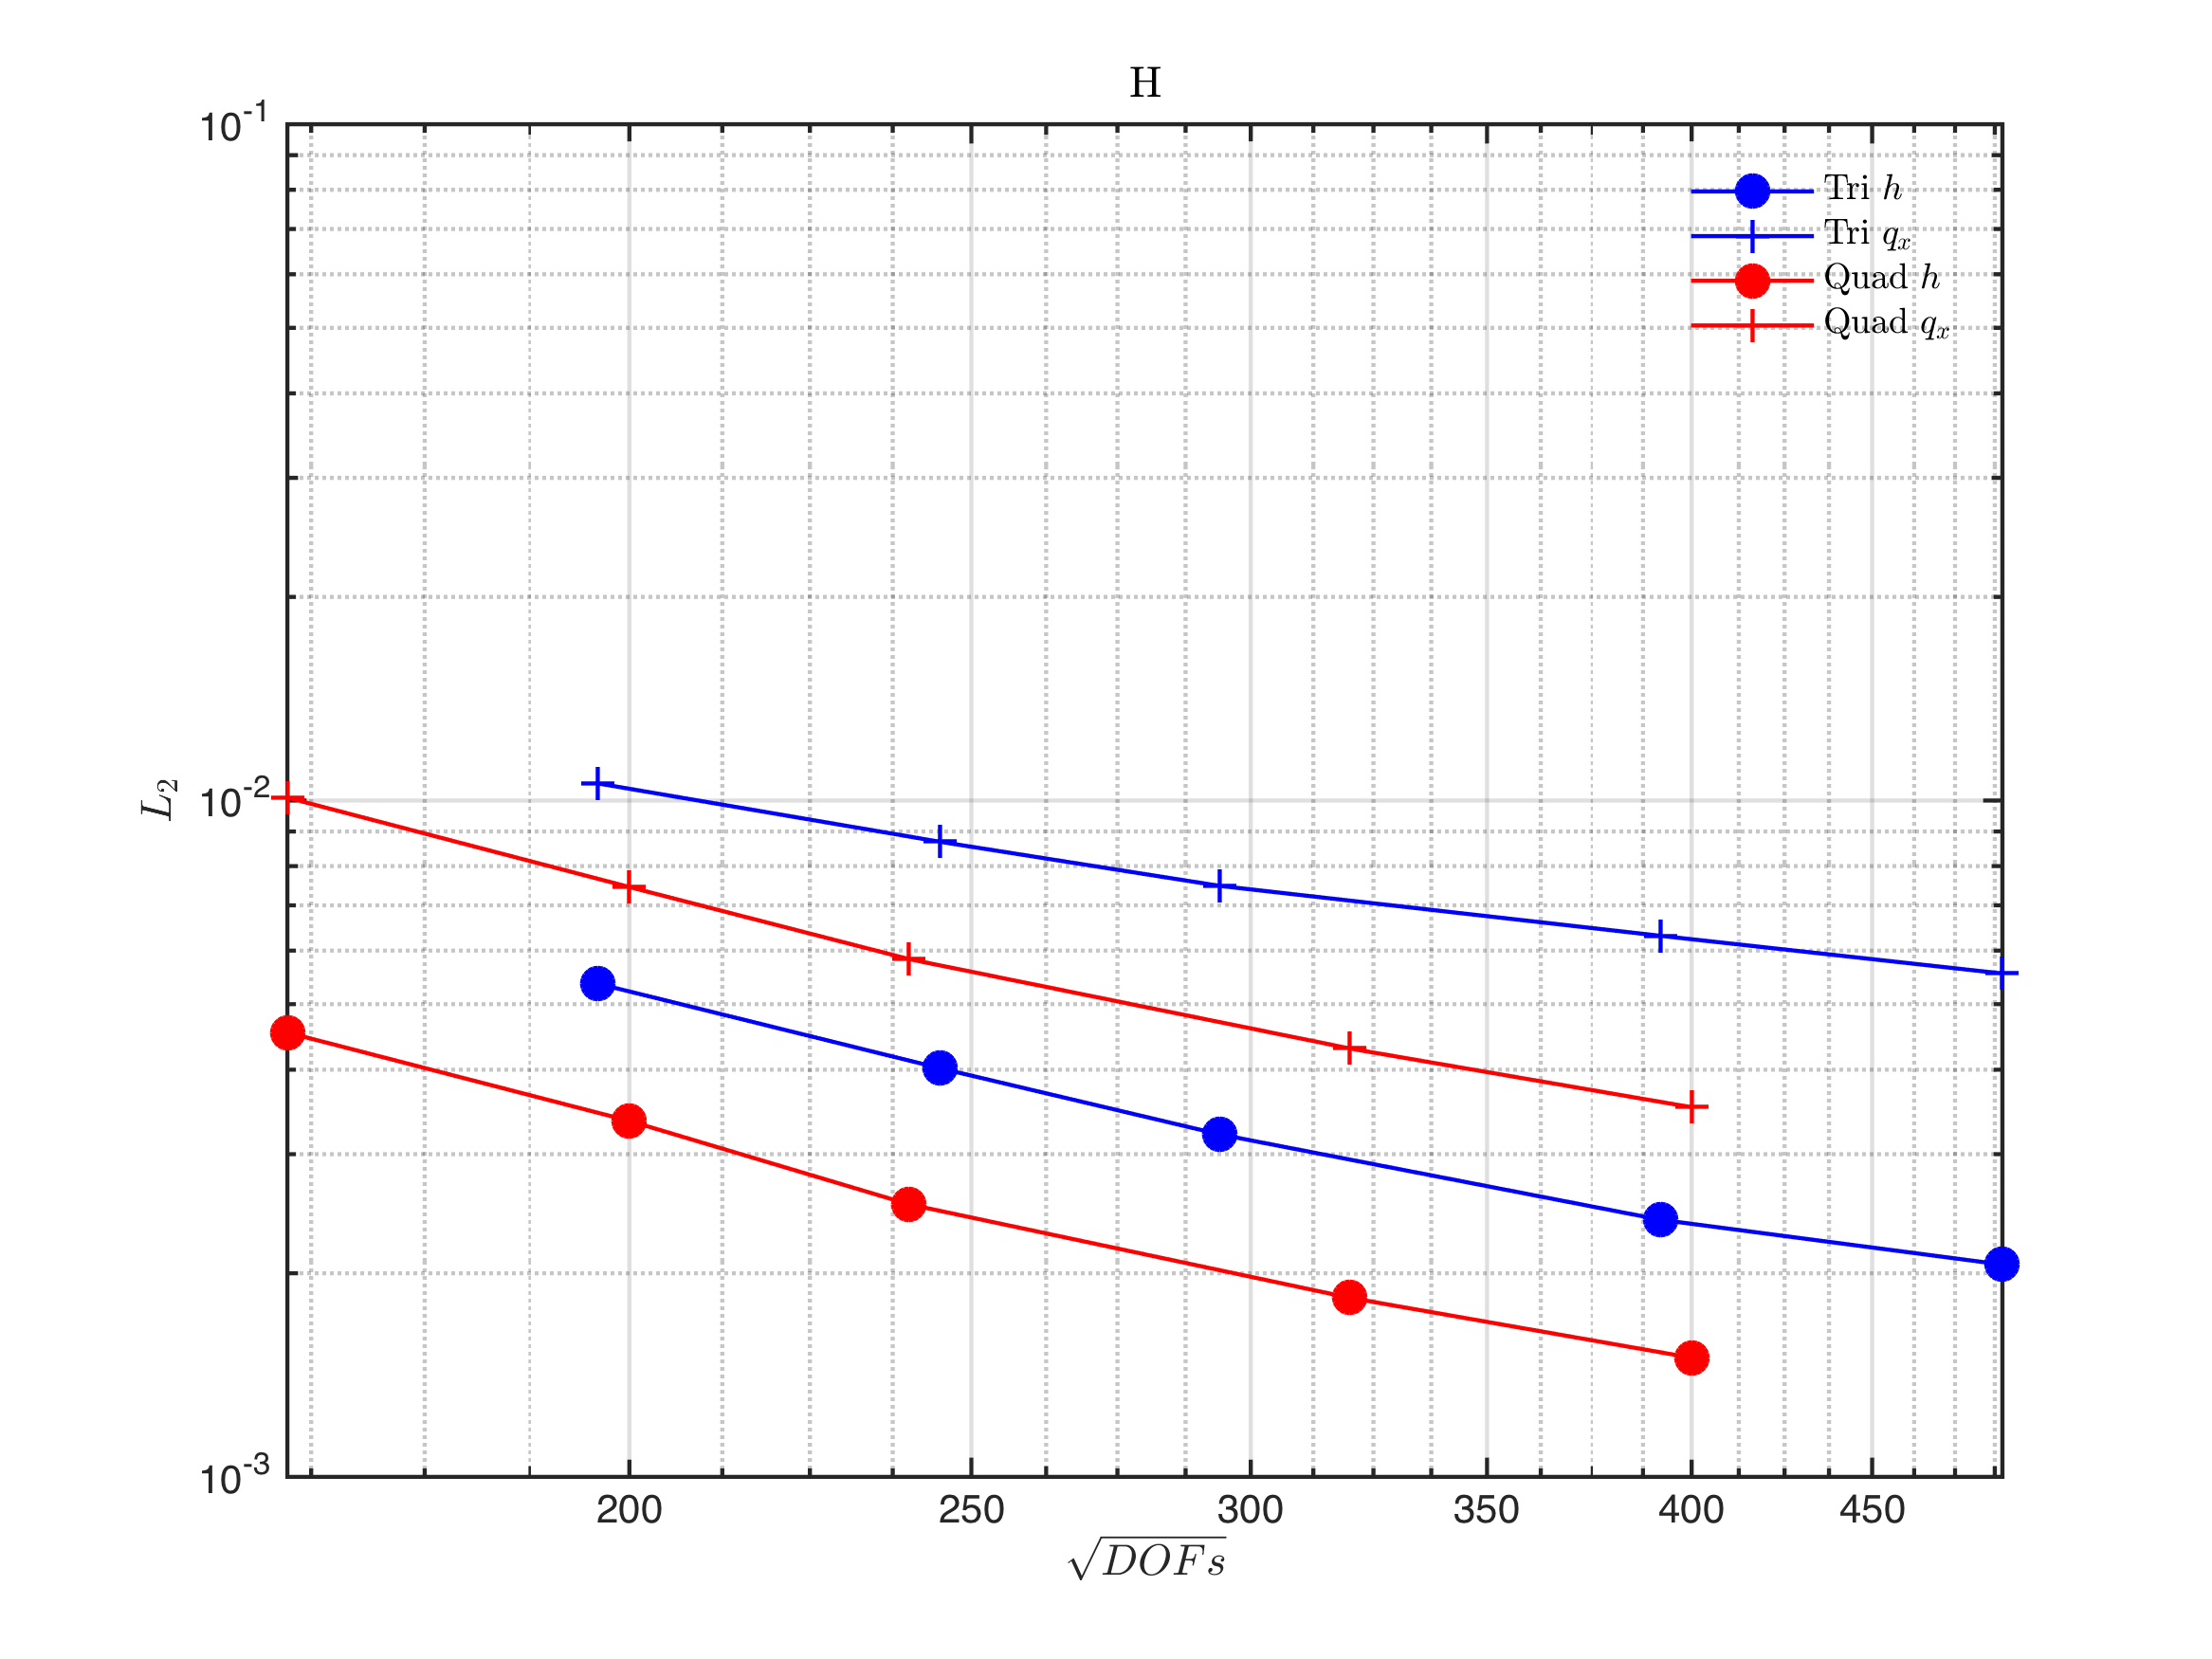 H
10^-1
Tri h
Tri q_x
Quad h
Quad q_x
L_2
10^-2
10^-3
200 250 300 350 400 450
√DOFs